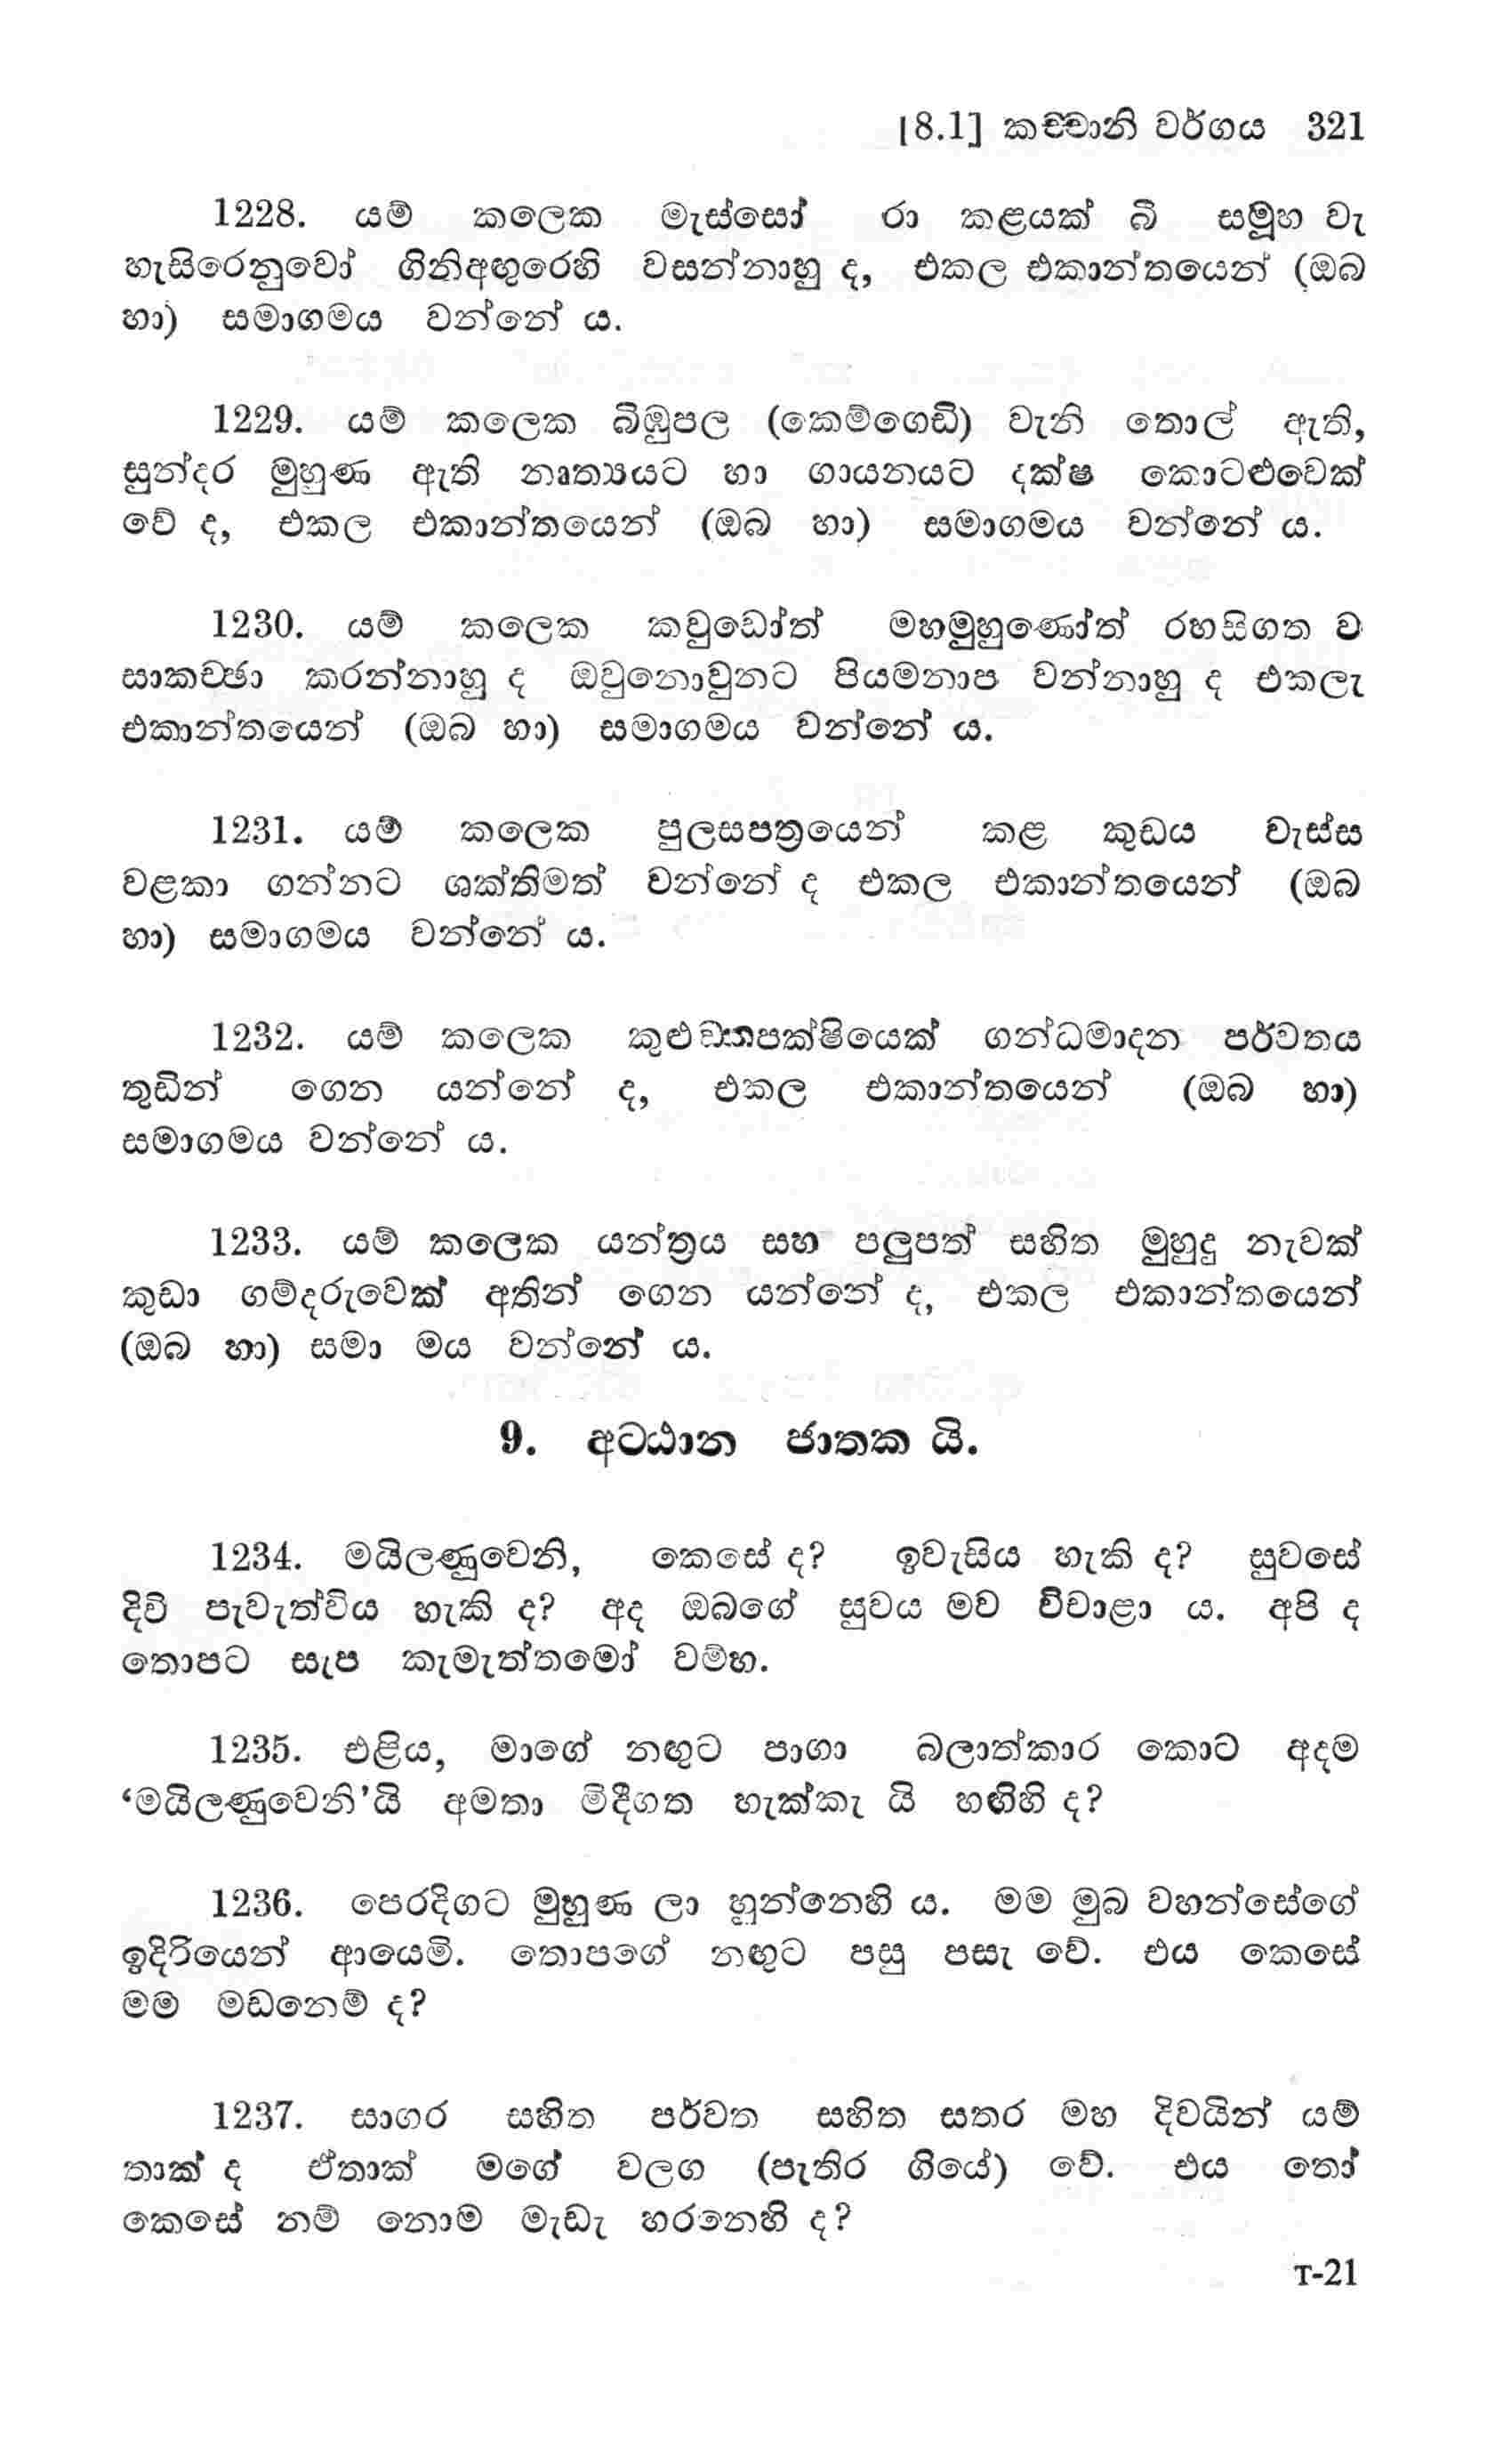 [8.1] කච්චානි වර්ගය 321
1228. යම් කලෙක මැස්සෝ රා කළයක් බී සමූහ වැ
හැසිරෙනුවෝ ගිනිඅඟුරෙහි වසන්නාහු ද, එකල එකාන්තයෙන් (ඔබ
හා) සමාගමය වන්නේ ය.
1229. යම් කලෙක බිඹුපල (කෙම්ගෙඩි) වැනි තොල් ඇති,
සුන්දර මුහුණ ඇති නෘත්‍යයට හා ගායනයට දක්ෂ කොටළුවෙක්
වේ ද, එකල එකාන්තයෙන් (ඔබ හා) සමාගමය වන්නේ ය.
1230. යම් කලෙක කවුඩෝත් මහමුහුණෝත් රහසිගත ව
සාකච්ඡා කරන්නාහු ද ඔවුනොවුනට පියමනාප වන්නාහු ද එකලැ
එකාන්තයෙන් (ඔබ හා) සමාගමය වන්නේ ය.
1231. යම් කලෙක පුලසපත්‍රයෙන් කළ කුඩය වැස්ස
වළකා ගන්නට ශක්තිමත් වන්නේ ද එකල එකාන්තයෙන් (ඔබ
හා) සමාගමය වන්නේ ය.
1232. යම් කලෙක ගන්ධමාදන පර්වතය
තුඩින් ගෙන යන්නේ ද, එකල එකාන්තයෙන් (ඔබ හා)
සමාගමය වන්නේ ය.
1233. යම් කලෙක යන්ත්‍රය සහ පලුපත් සහිත මුහුදු නැවක්
කුඩා ගම්දරුවෙක් අතින් ගෙන යන්නේ ද, එකල එකාන්තයෙන්
(ඔබ හා) සමා මය වන්නේ ය.
9. අටඨාන ජාතක යි.
1234. මයිලණුවෙනි, කෙසේ ද? ඉවැසිය හැකි ද? සුවසේ
දිවි පැවැත්විය හැකි ද? අද ඔබගේ සුවය මව විචාළා ය. අපි ද
තොපට සැප කැමැත්තමෝ වම්හ.
1235. එළිය, මාගේ නඟුට පාගා බලාත්කාර කොට අදම
‘මයිලණුවෙනි’යි අමතා මිදීගත හැක්කැ යි හඟිහි ද?
1236. පෙරදිගට මුහුණ ලා හුන්නෙහි ය. මම මුබ වහන්සේගේ
ඉදිරියෙන් ආයෙමි. තොපගේ නඟුට පසු පසැ වේ. එය කෙසේ
මම මඩනෙම් ද?
1237. සාගර සහිත පර්වත සහිත සතර මහ දිවයින් යම්
තාක් ද ඒතාක් මගේ වලග (පැතිර ගියේ) වේ. එය තෝ
කෙසේ නම් නොම මැඩැ හරනෙහි ද?
T-21